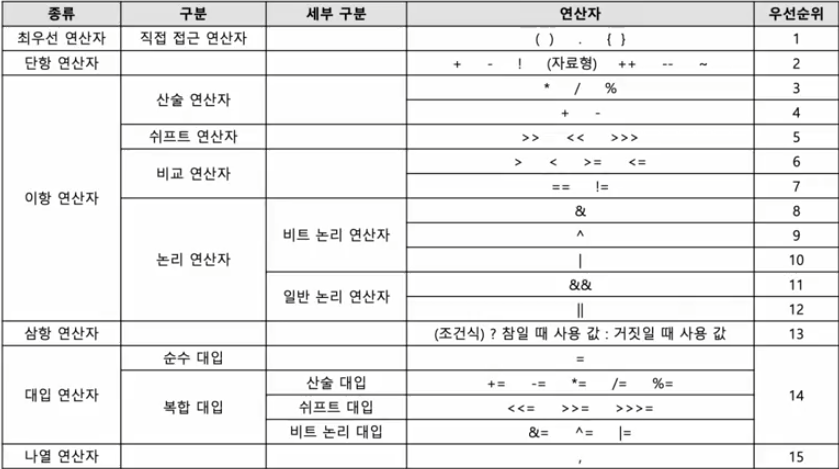 종류 구분 세부 구분 연산자 우선순위
최우선 연산자 직접 접근 연산자 ( ) . { } 1
단항 연산자 + - ! (자료형) ++ -- ~ 2
이항 연산자 산술 연산자 * / % 3
+ - 4
쉬프트 연산자 >> << >>> 5
비교 연산자 > < >= <= 6
== != 7
논리 연산자 비트 논리 연산자 & 8
^ 9
| 10
일반 논리 연산자 && 11
|| 12
삼항 연산자 (조건식) ? 참일 때 사용 값 : 거짓일 때 사용 값 13
대입 연산자 순수 대입 = 14
복합 대입 산술 대입 += -= *= /= %=
쉬프트 대입 <<= >>= >>>=
비트 논리 대입 &= ^= |=
나열 연산자 , 15